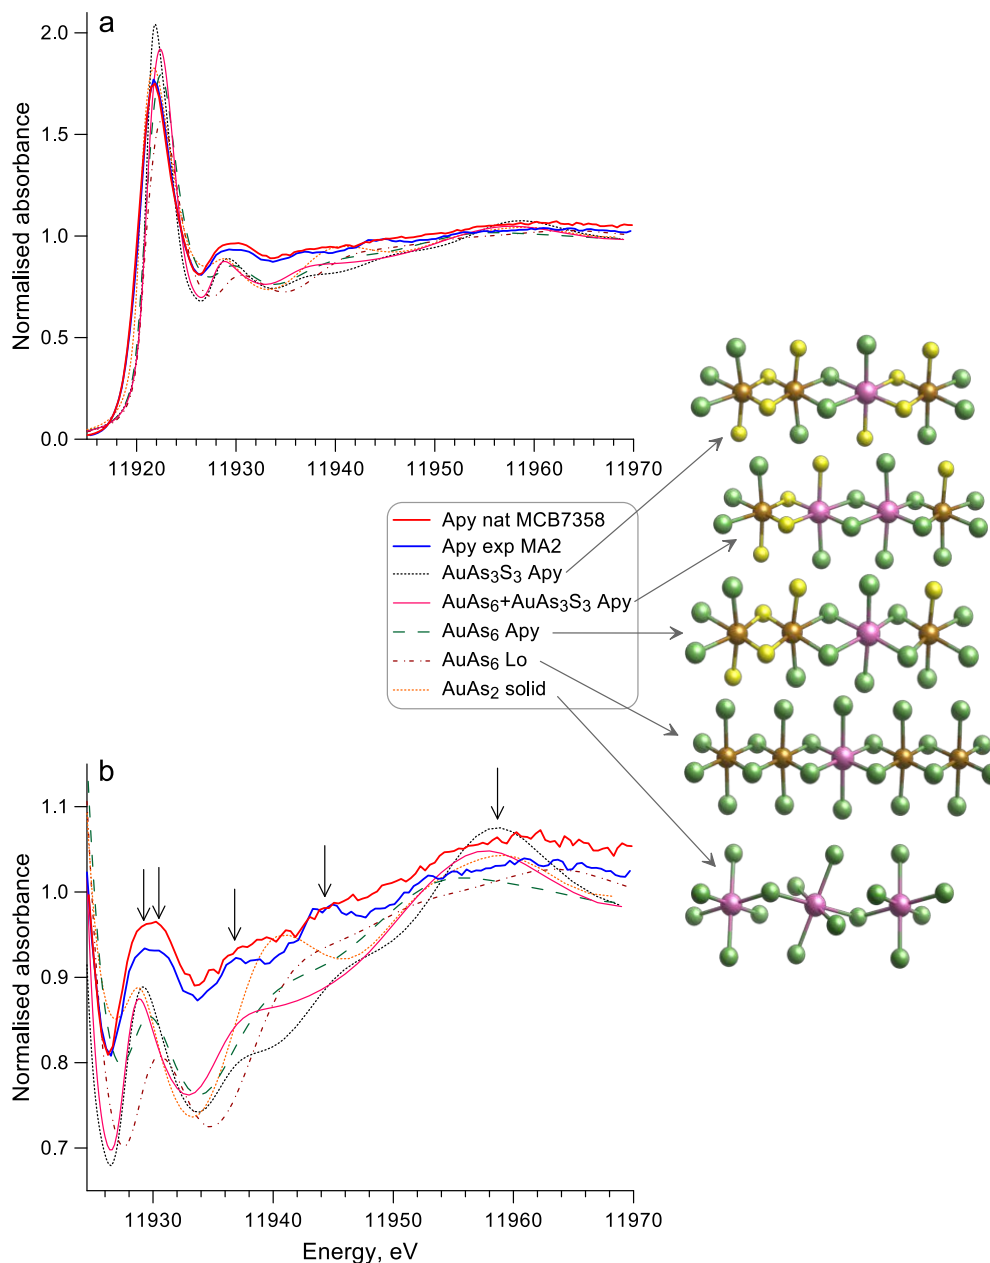 a
2.0
1.5
1.0
0.5
0.0
Normalised absorbance
11920 11930 11940 11950 11960 11970
Apy nat MCB7358
Apy exp MA2
AuAs3S3 Apy
AuAs6+AuAs3S3 Apy
AuAs6 Apy
AuAs6 Lo
AuAs2 solid
b
1.1
1.0
0.9
0.8
0.7
Normalised absorbance
11930 11940 11950 11960 11970
Energy, eV